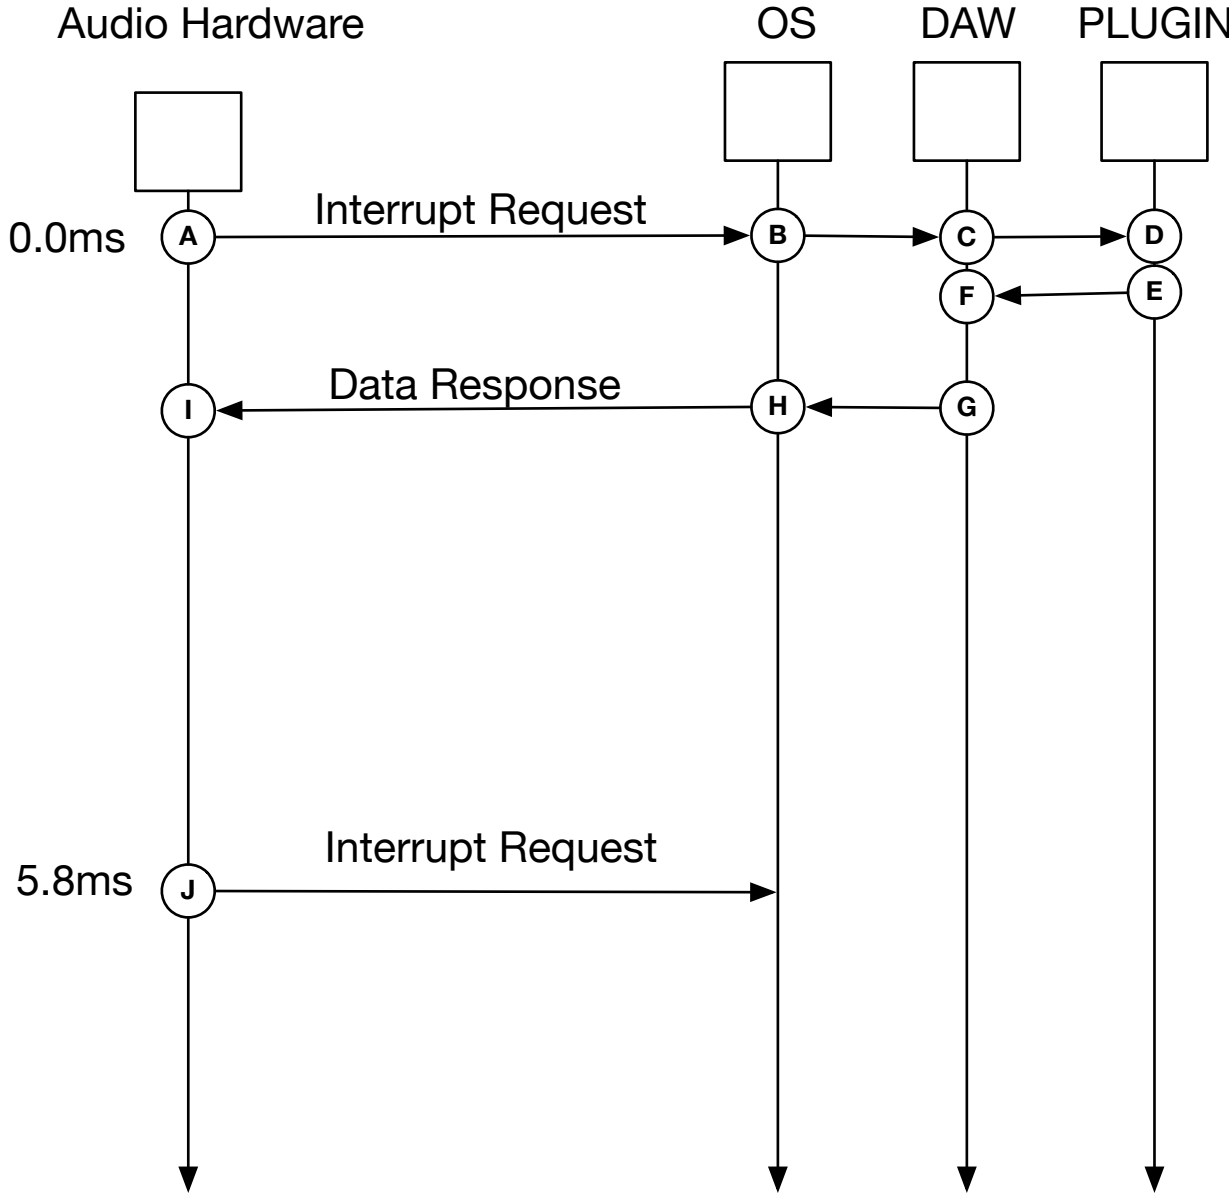 Audio Hardware OS DAW PLUGIN
Interrupt Request
0.0ms A B C D
F E
Data Response
I H G
Interrupt Request
5.8ms J